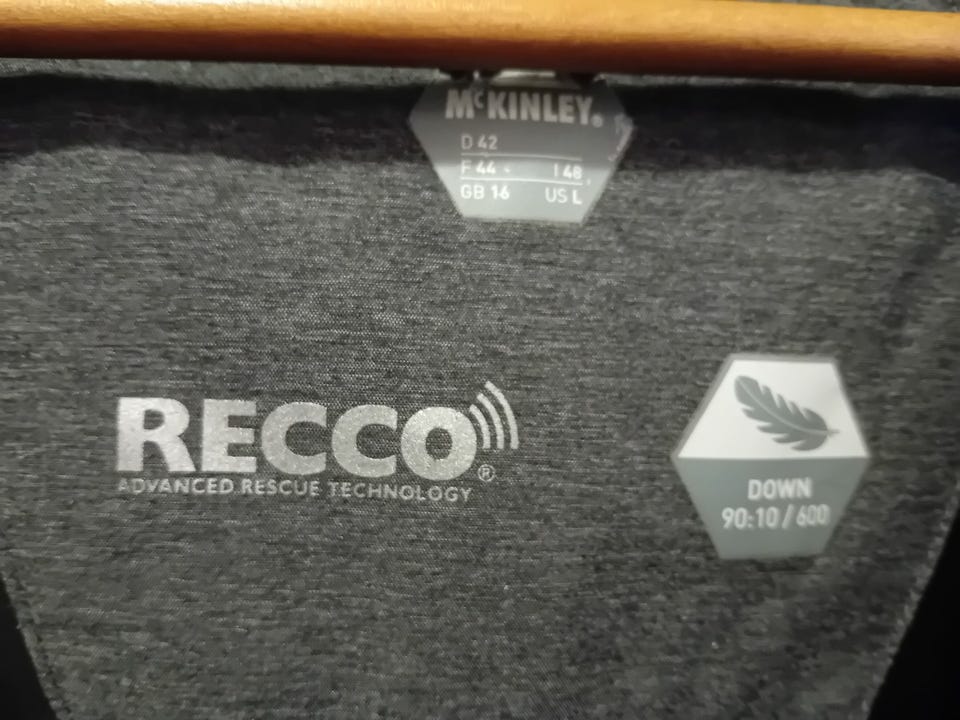 McKINLEY®
D 42
F 44 I 48
GB 16 US L
RECCO®
ADVANCED RESCUE TECHNOLOGY
DOWN
90:10 / 600